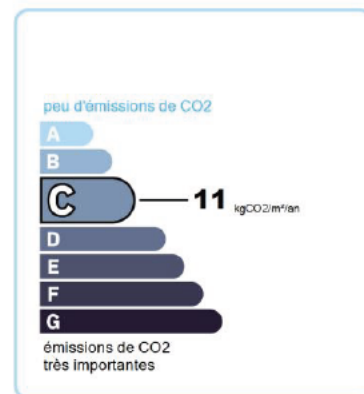 peu d'émissions de CO2
A
B
C 11 kgCO2/m²/an
D
E
F
G
émissions de CO2
très importantes